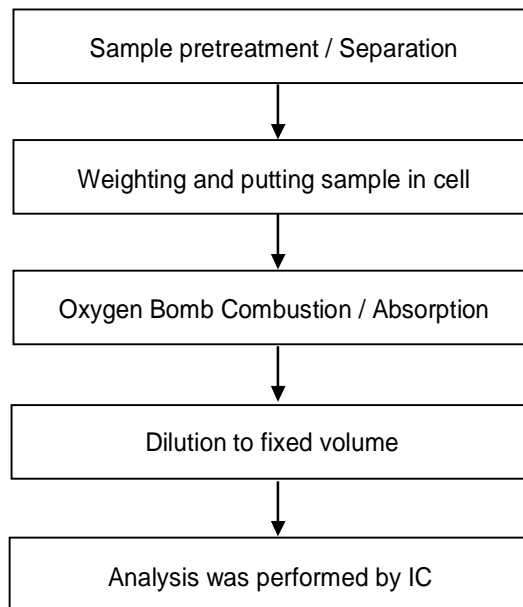 Sample pretreatment / Separation
Weighting and putting sample in cell
Oxygen Bomb Combustion / Absorption
Dilution to fixed volume
Analysis was performed by IC